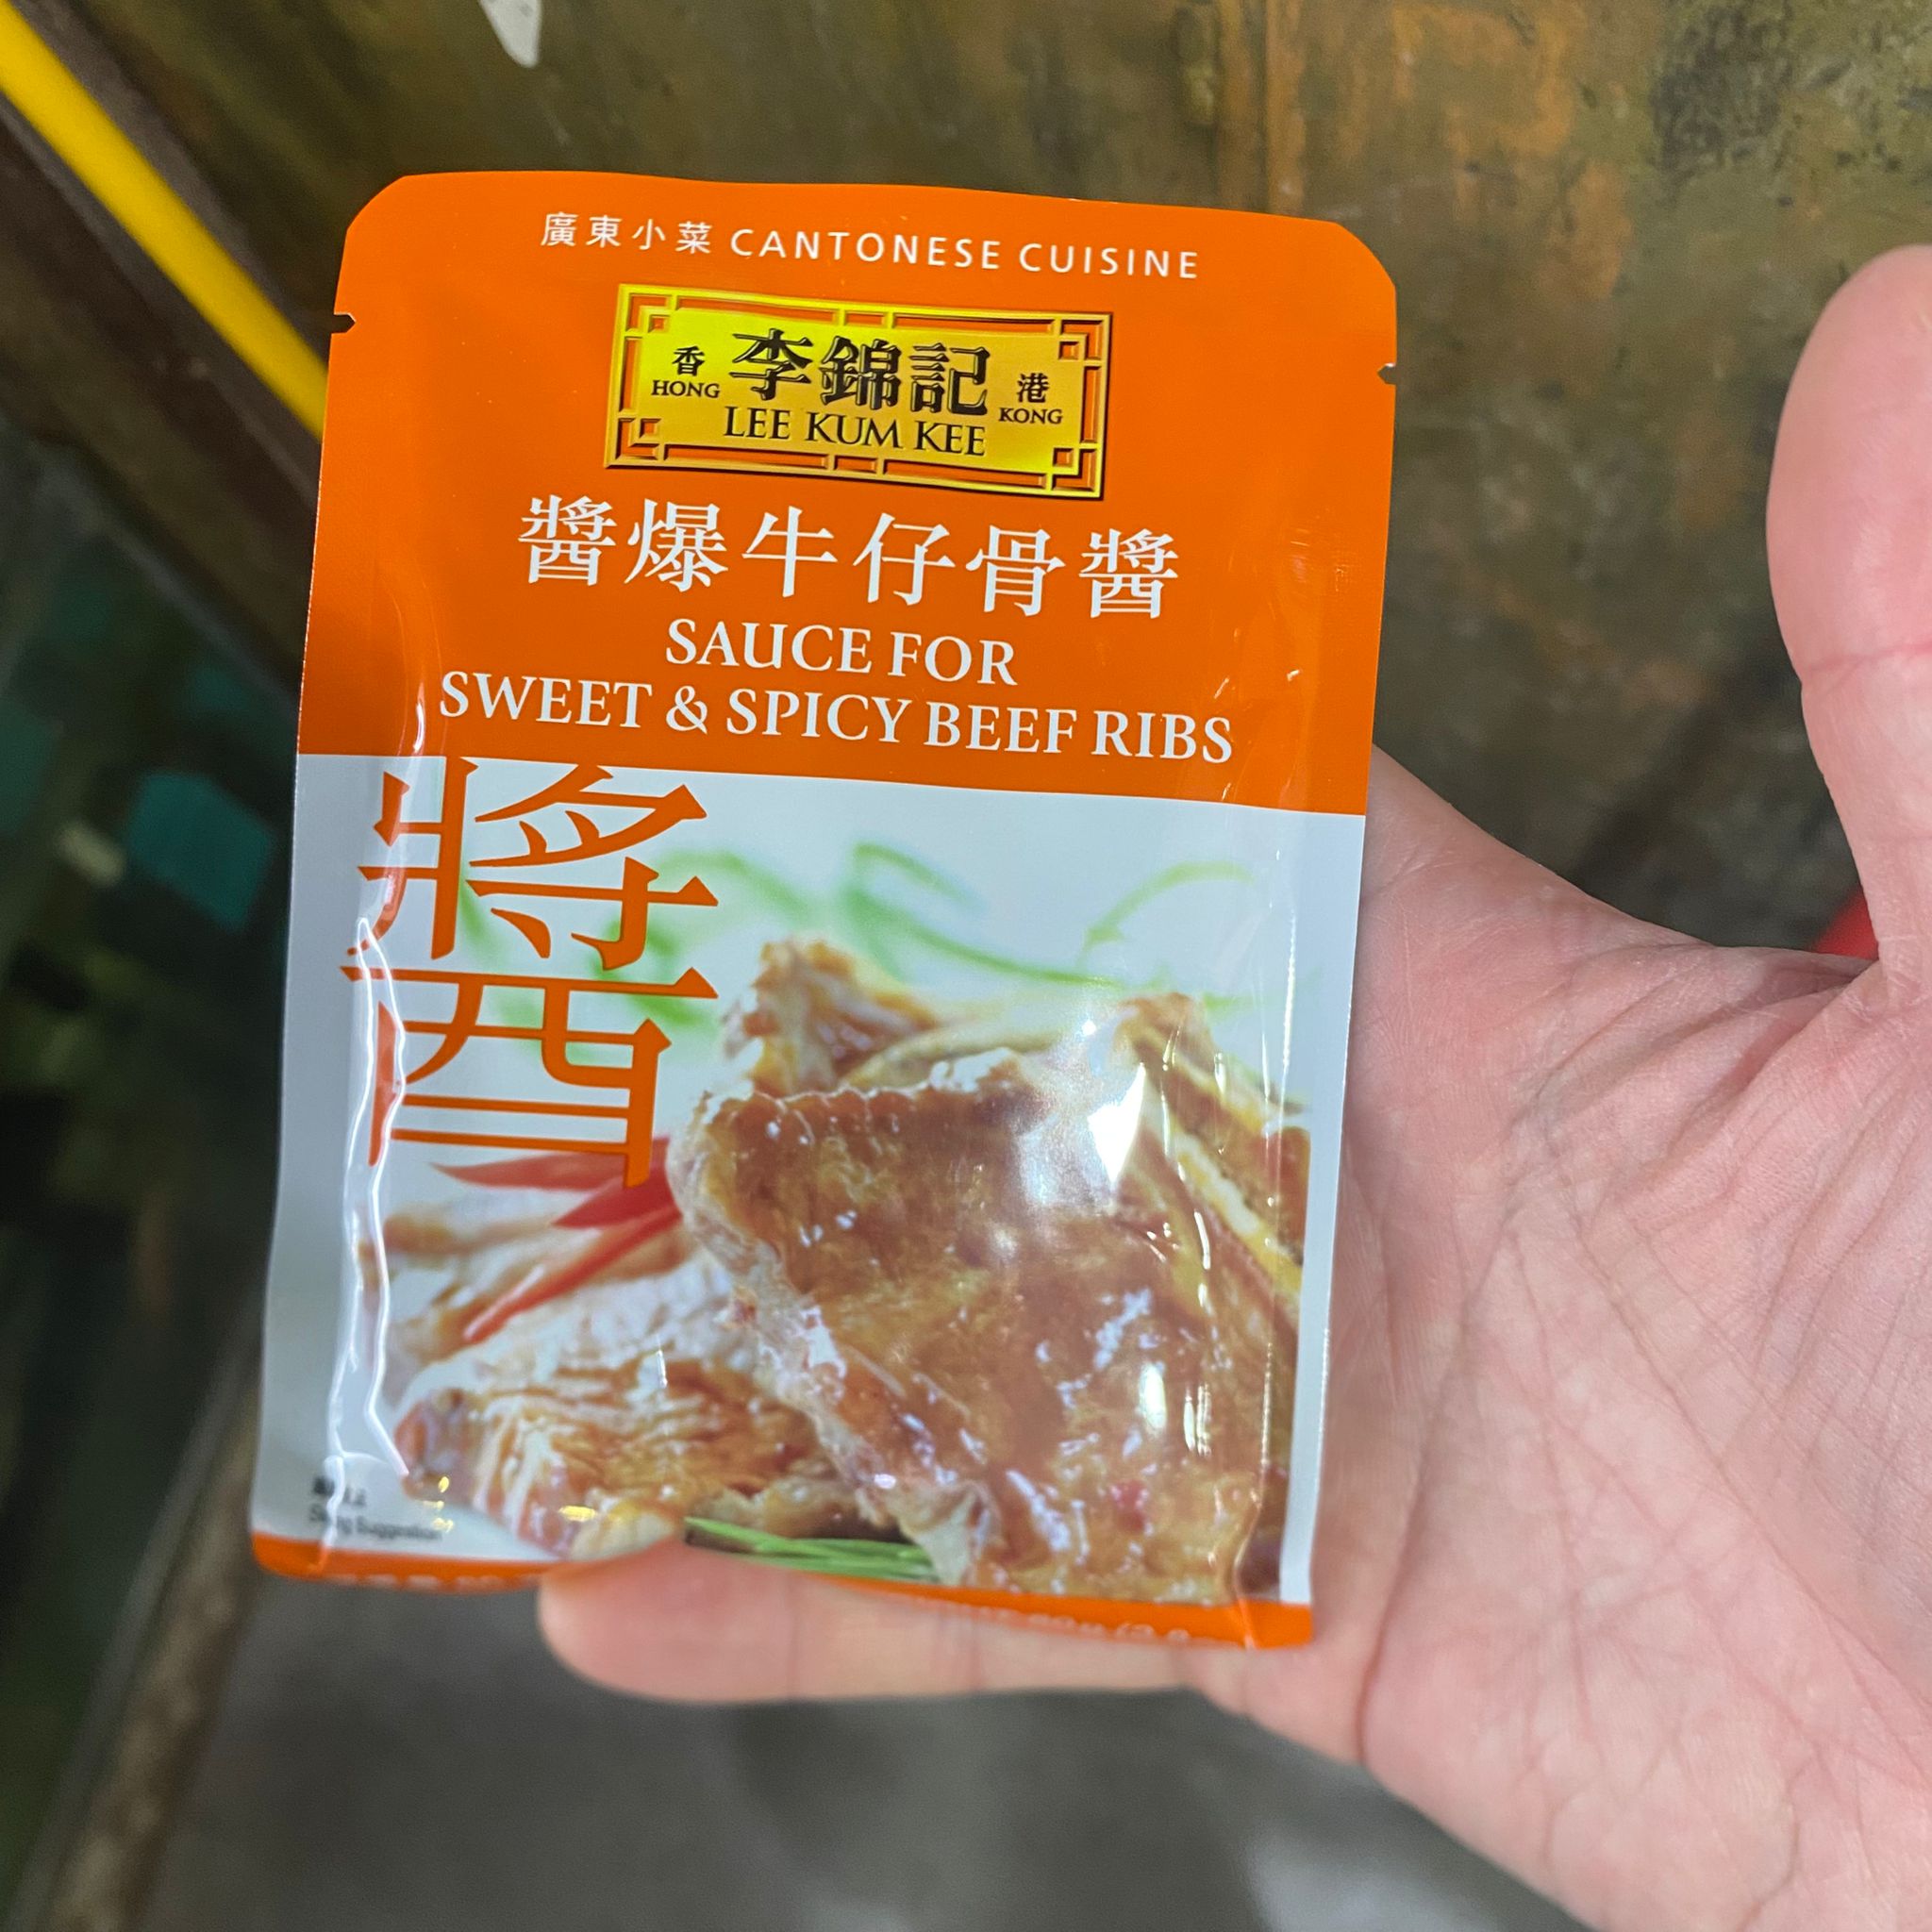 廣東小菜 CANTONESE CUISINE
香 李錦記 港
HONG LEE KUM KEE KONG
醬爆牛仔骨醬
SAUCE FOR
SWEET & SPICY BEEF RIBS
醬
Suggestion